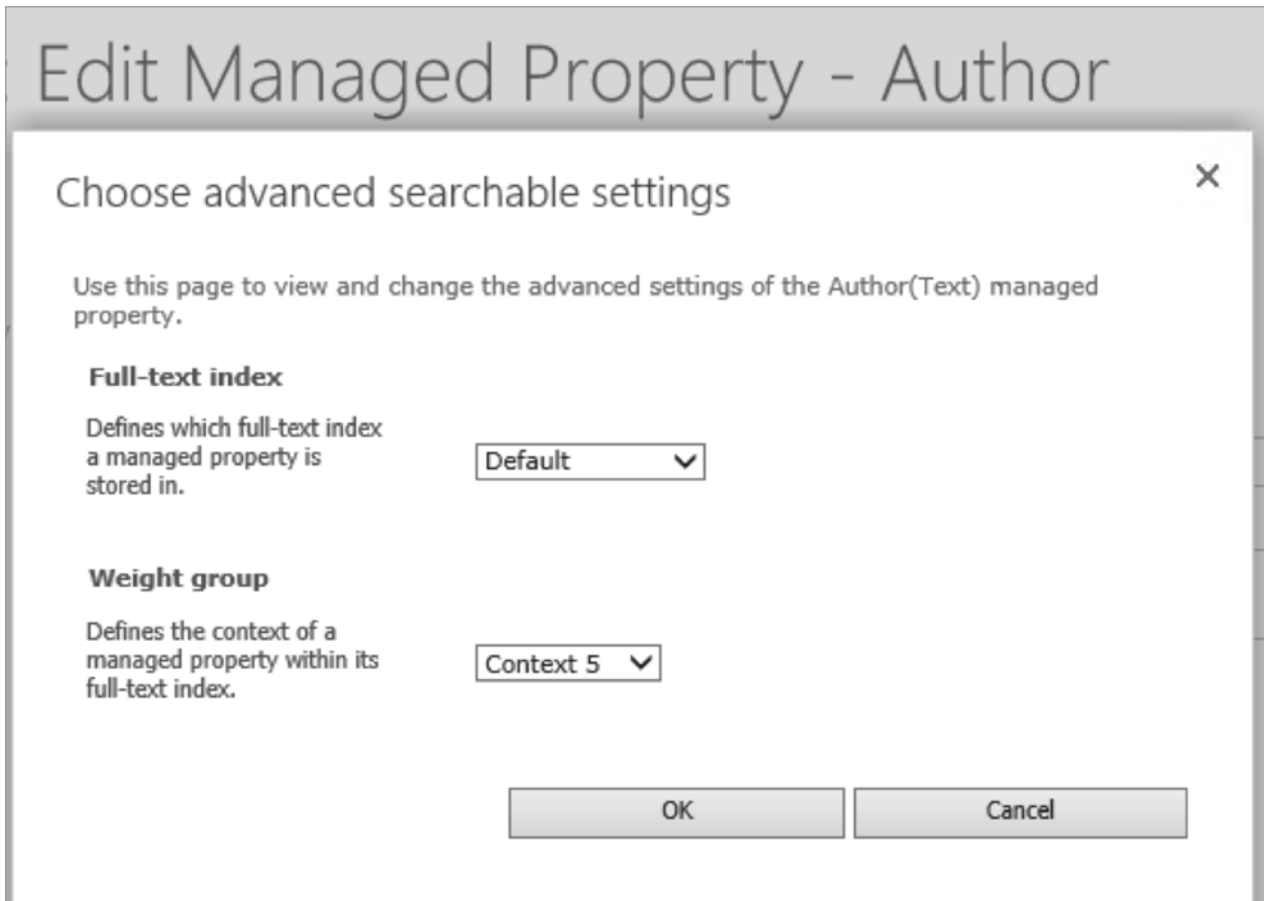 : Edit Managed Property - Author
Choose advanced searchable settings
Use this page to view and change the advanced settings of the Author(Text) managed
property.
Full-text index
Defines which full-text index
a managed property is
stored in.
Default
Weight group
Defines the context of a
managed property within its
full-text index.
Context 5
OK
Cancel